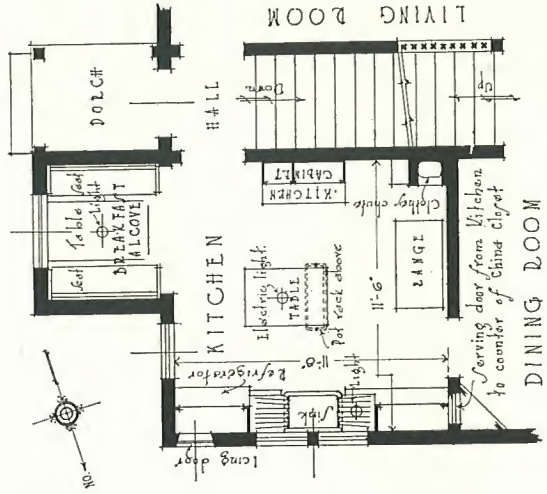 LIVING ROOM
PORCH
HALL
Down
Up
Seat
Table
Light
Seat
BREAKFAST
ALCOVE
KITCHEN
CABINET
Clothes chute
KITCHEN
Electric light
TABLE
Pot rack above
11'-6"
RANGE
11'-8"
Refrigerator
Sink
Light
Icing door
Serving door from Kitchen
to counter of China Closet
DINING ROOM
NO.